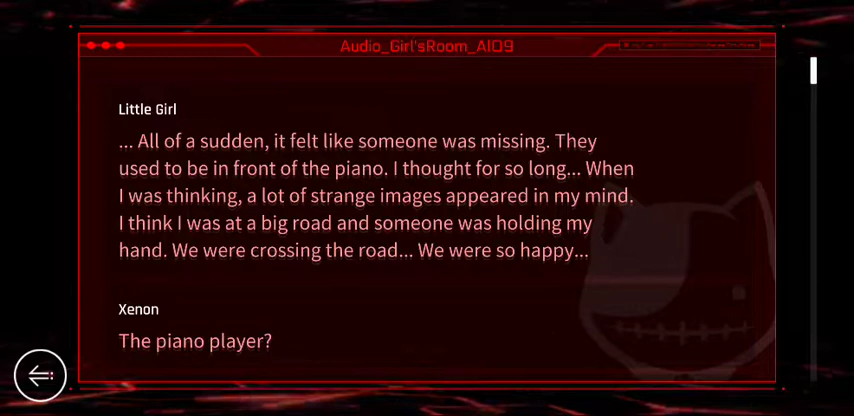 Audio_Girl'sRoom_A109
Little Girl
... All of a sudden, it felt like someone was missing. They
used to be in front of the piano. I thought for so long... When
I was thinking, a lot of strange images appeared in my mind.
I think I was at a big road and someone was holding my
hand. We were crossing the road... We were so happy...
Xenon
The piano player?